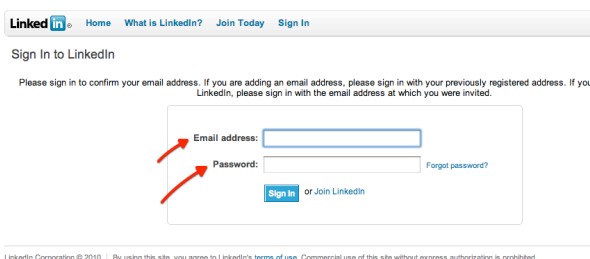 Linked in® Home What is LinkedIn? Join Today Sign In
Sign In to LinkedIn
Please sign in to confirm your email address. If you are adding an email address, please sign in with your previously registered address. If you
LinkedIn, please sign in with the email address at which you were invited.
Email address:
Password: Forgot password?
Sign In or Join LinkedIn
LinkedIn Corporation © 2010 | By using this site, you agree to LinkedIn's terms of use. Commercial use of this site without express authorization is prohibited.